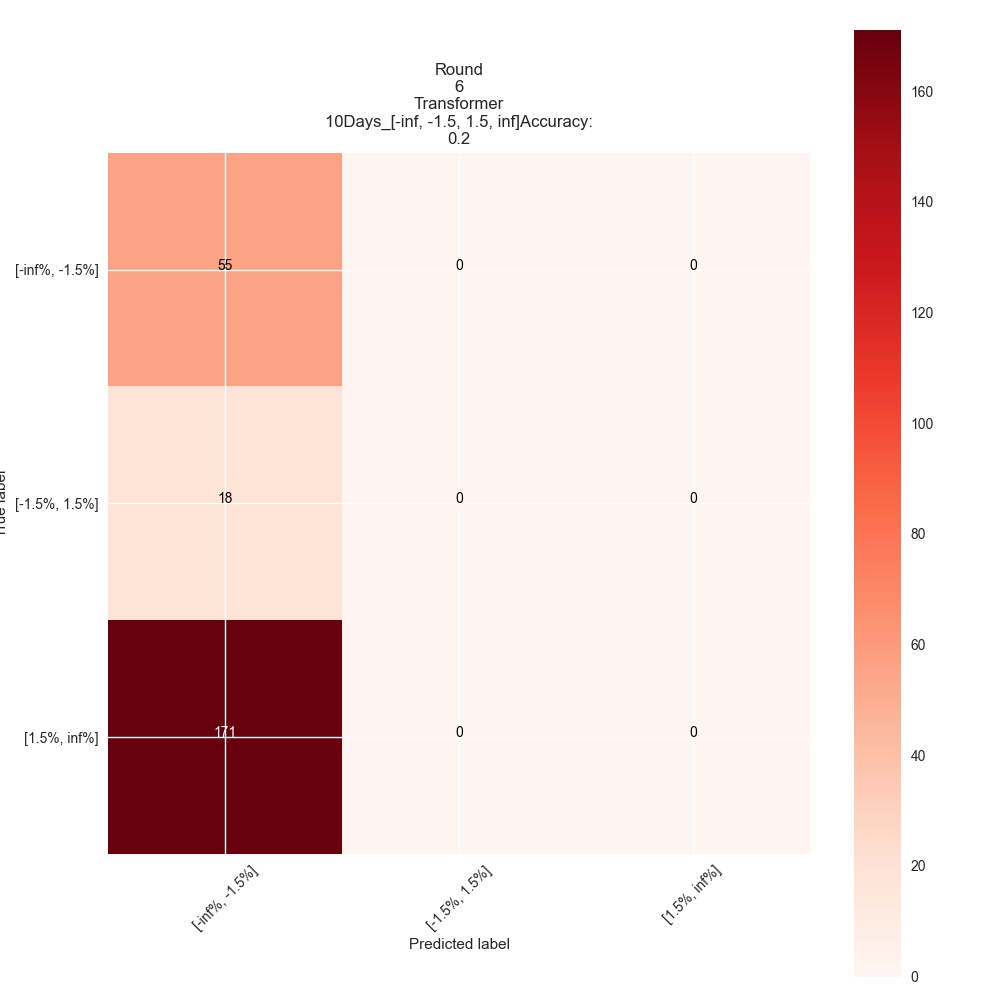 Round
6
Transformer
10Days_[-inf, -1.5, 1.5, inf]Accuracy:
0.2
160
140
120
100
80
60
40
20
0
[-inf%, -1.5%]
55 0 0
[-1.5%, 1.5%]
18 0 0
[1.5%, inf%]
171 0 0
True label
[-inf%, -1.5%]
[-1.5%, 1.5%]
[1.5%, inf%]
Predicted label